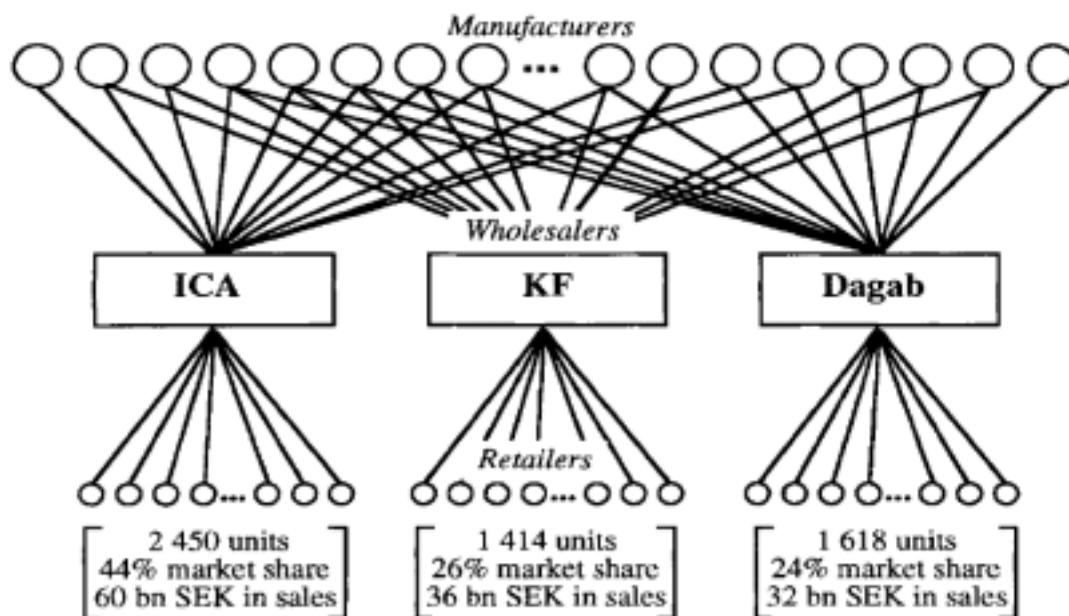 Manufacturers
...
Wholesalers
ICA
KF
Dagab
Retailers
... ... ...
2 450 units
44% market share
60 bn SEK in sales
1 414 units
26% market share
36 bn SEK in sales
1 618 units
24% market share
32 bn SEK in sales